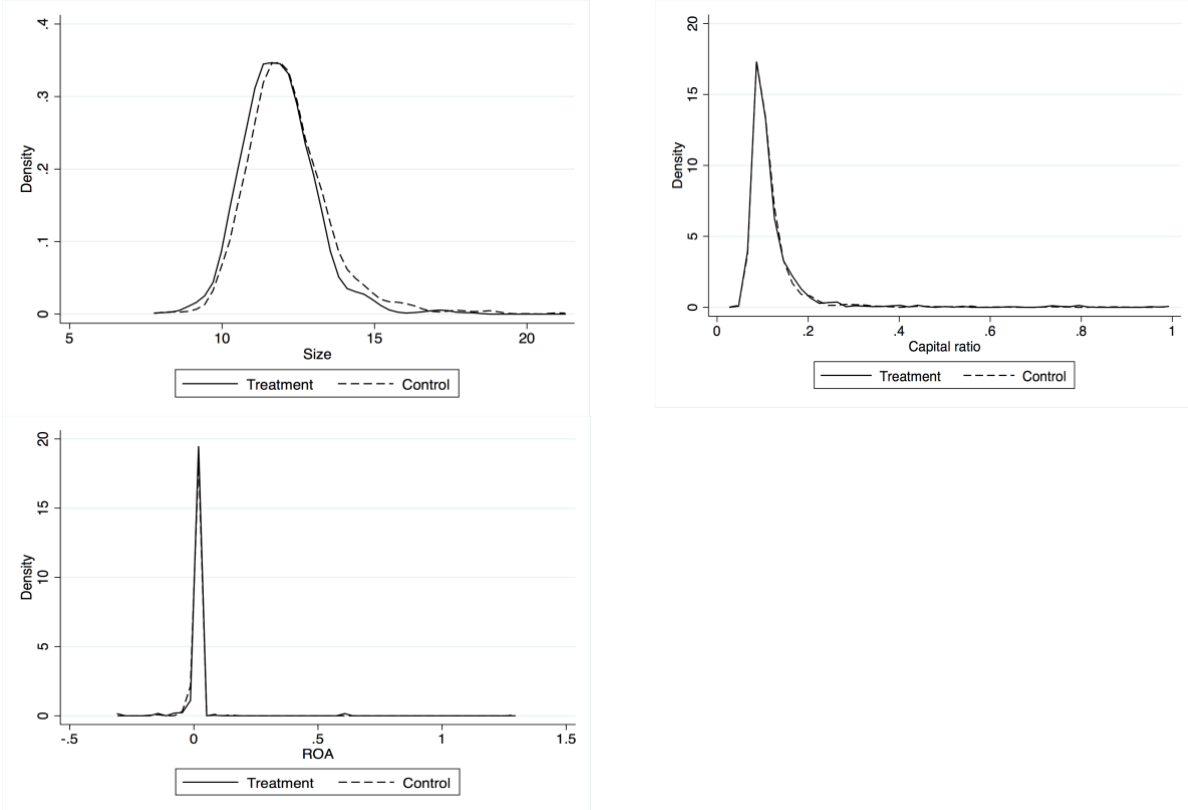 .4
.3
.2
.1
0
Density
5 10 15 20
Size
Treatment Control
20
15
10
5
0
Density
0 .2 .4 .6 .8 1
Capital ratio
Treatment Control
20
15
10
5
0
Density
-.5 0 .5 1 1.5
ROA
Treatment Control